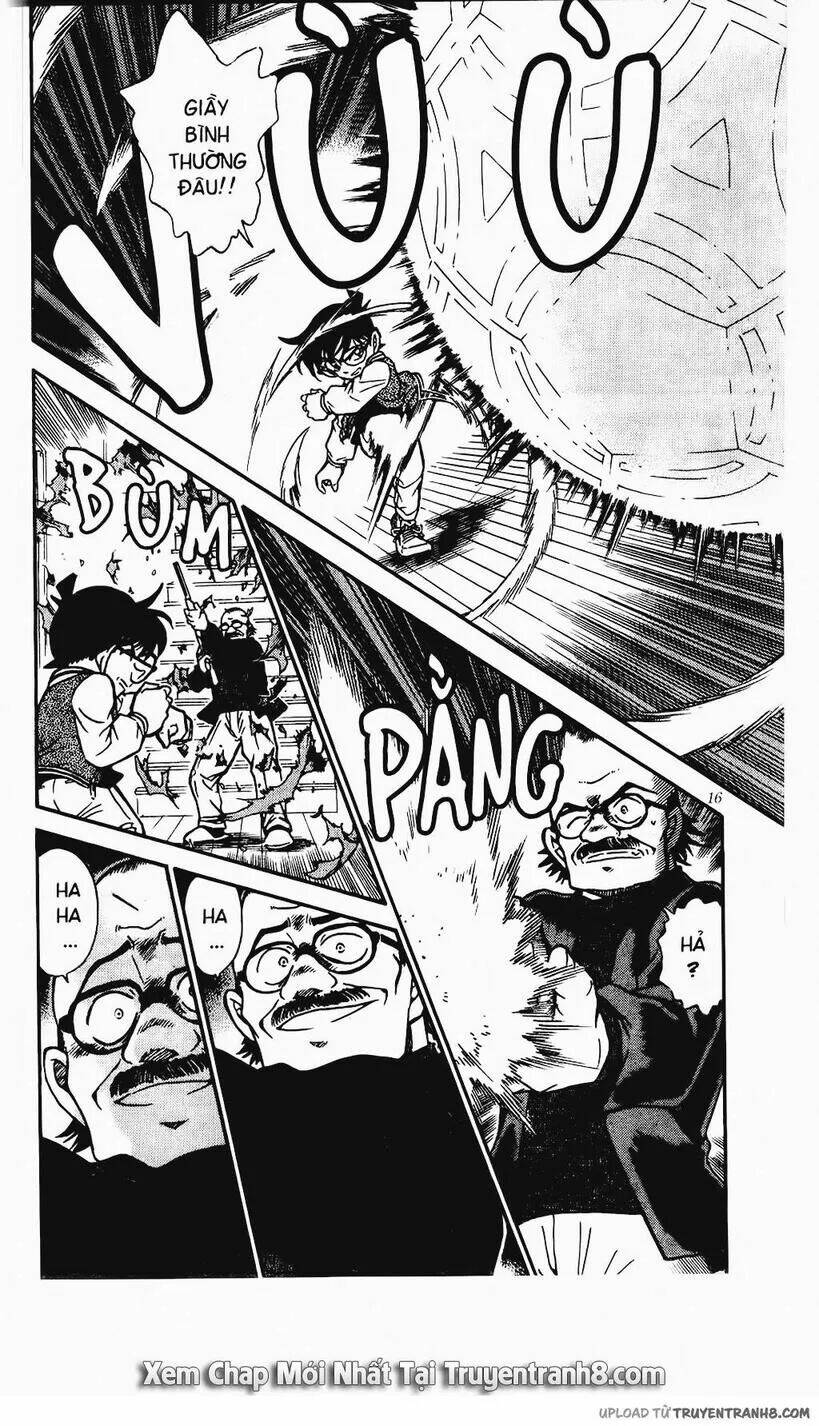 GIẦY
BÌNH
THƯỜNG
ĐÂU!!
VÙ Ù
BÙM
PẰNG
16
HẢ
?
HA
...
HA
HA
...
Xem Chap Mới Nhất Tại Truyentranh8.com
UPLOAD TỪ TRUYENTRANH8.COM